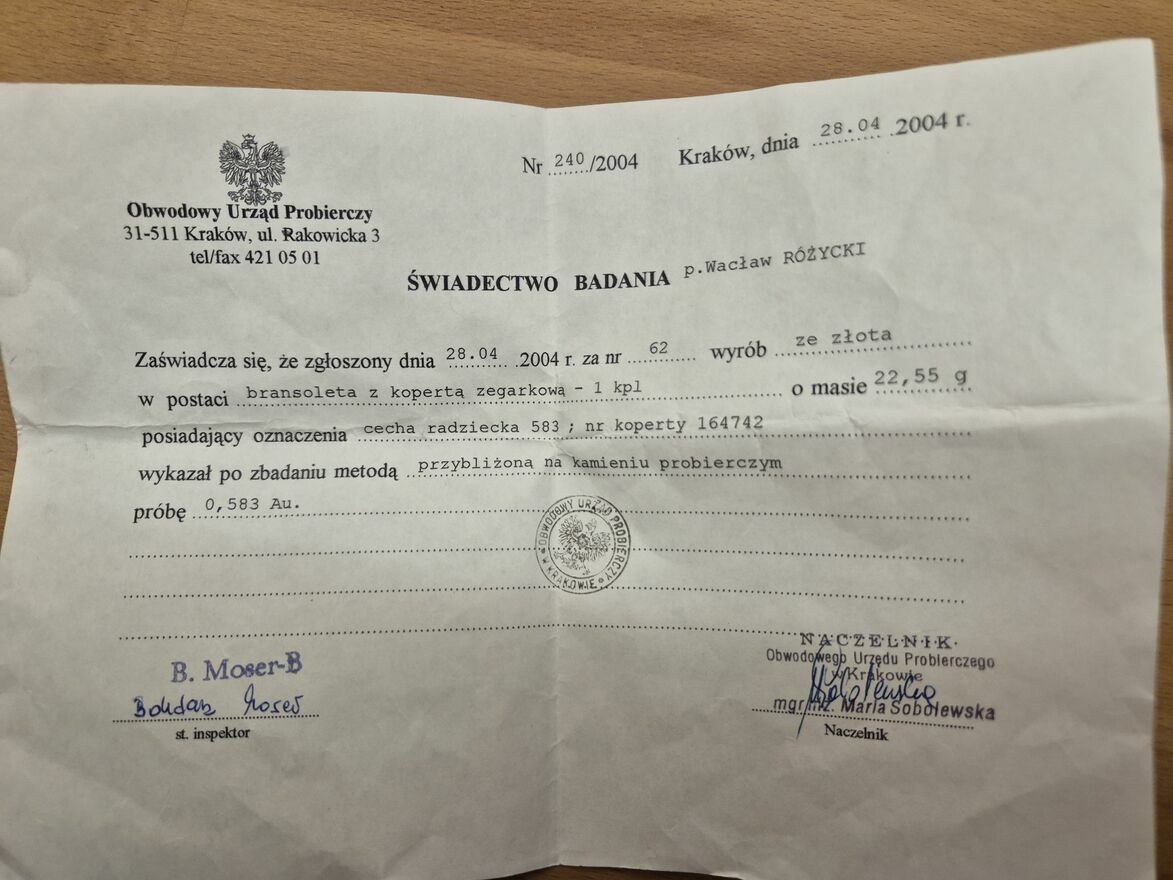 Nr 240/2004 Kraków, dnia 28.04 .2004 r.
Obwodowy Urząd Probierczy
31-511 Kraków, ul. Rakowicka 3
tel/fax 421 05 01
ŚWIADECTWO BADANIA p.Wacław RÓŻYCKI
Zaświadcza się, że zgłoszony dnia 28.04 .2004 r. za nr 62 wyrób ze złota
w postaci bransoleta z kopertą zegarkową - 1 kpl o masie 22,55 g
posiadający oznaczenia cecha radziecka 583 ; nr koperty 164742
wykazał po zbadaniu metodą przybliżoną na kamieniu probierczym
próbę 0,583 Au.
OBWODOWY URZĄD PROBIERCZY
W KRAKOWIE
B. Moser-B
Bohdan Moser
st. inspektor
NACZELNIK
Obwodowego Urzędu Probierczego
w Krakowie
mgr inż. Maria Sobolewska
Naczelnik